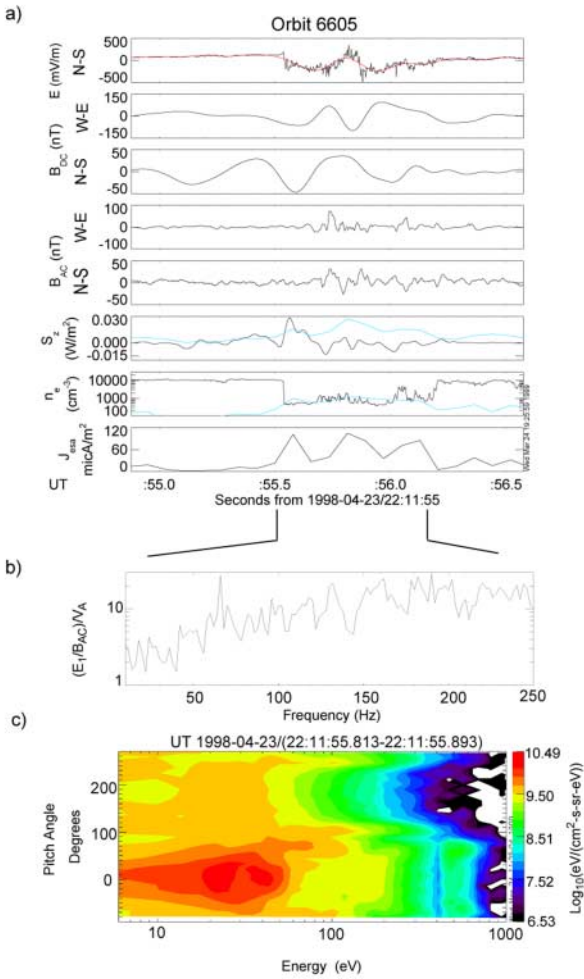 a)
Orbit 6605
E (mV/m)
N-S
500
0
-500
W-E
150
0
-150
B_DC (nT)
N-S
50
0
-50
W-E
100
0
-100
B_AC (nT)
N-S
50
0
-50
S_z
(W/m²)
0.030
0.000
-0.015
n_e
(cm⁻³)
10000
1000
100
J_esa
micA/m²
120
60
0
UT
:55.0
:55.5
:56.0
:56.5
Seconds from 1998-04-23/22:11:55
b)
(E₁/B_AC)/V_A
10
1
50
100
150
200
250
Frequency (Hz)
c)
UT 1998-04-23/(22:11:55.813-22:11:55.893)
Pitch Angle
Degrees
200
100
0
10
100
1000
Energy (eV)
10.49
9.50
8.51
7.52
6.53
Log₁₀(eV/(cm²-s-sr-eV))